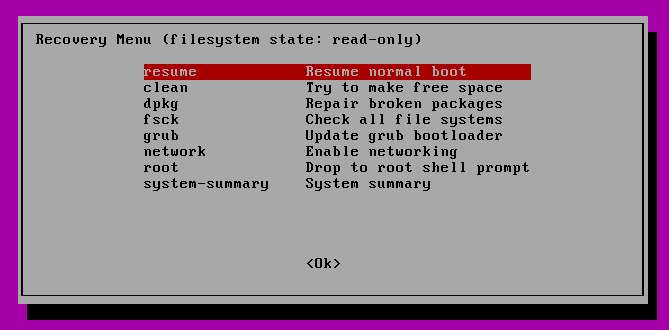 Recovery Menu (filesystem state: read-only)
resume Resume normal boot
clean Try to make free space
dpkg Repair broken packages
fsck Check all file systems
grub Update grub bootloader
network Enable networking
root Drop to root shell prompt
system-summary System summary
<Ok>